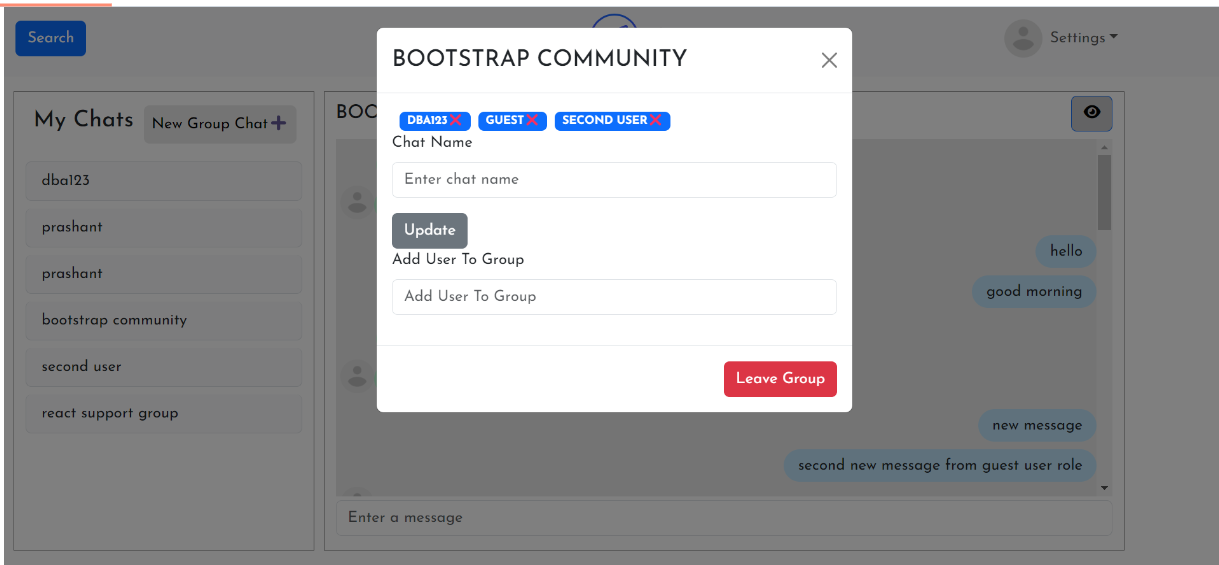 Search
Settings
BOOTSTRAP COMMUNITY
My Chats
New Group Chat
dba123
prashant
prashant
bootstrap community
second user
react support group
BOO
DBA123 GUEST SECOND USER
Chat Name
Enter chat name
Update
Add User To Group
Add User To Group
Leave Group
hello
good morning
new message
second new message from guest user role
Enter a message